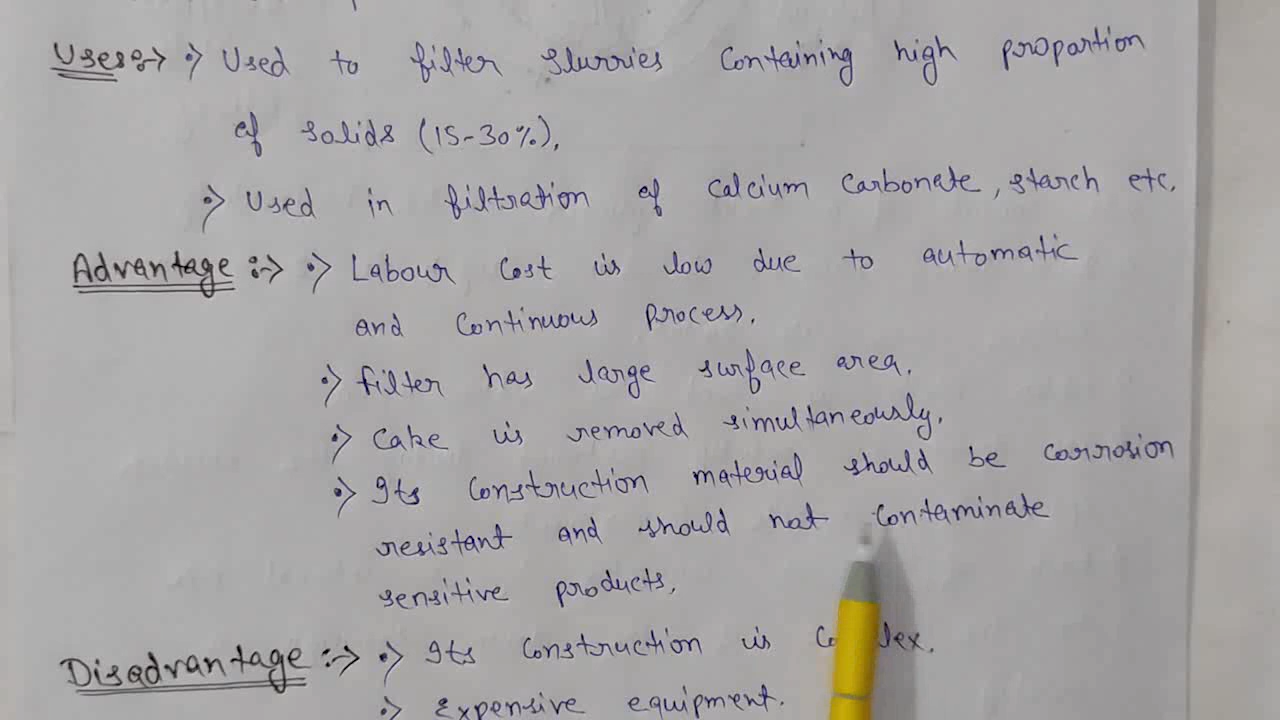 Uses :-> •> Used to filter slurries containing high proportion
of solids (15-30%),
•> Used in filtration of calcium carbonate, starch etc.
Advantage :-> •> Labour cost is low due to automatic
and continuous process.
•> filter has large surface area.
•> Cake is removed simultaneously.
•> Its construction material should be corrosion
resistant and should not contaminate
sensitive products.
Disadvantage :-> •> Its construction is
•> Expensive equipment.